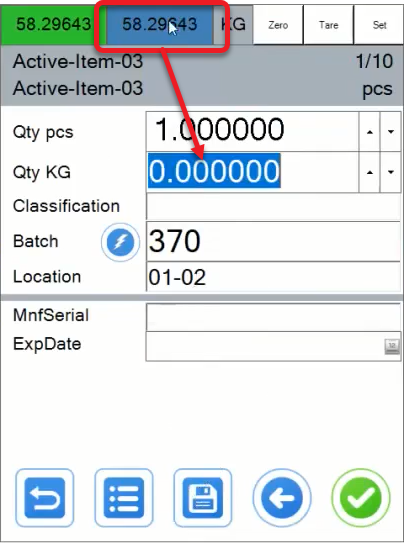 58.29643 58.29643 KG Zero Tare Set
Active-Item-03 1/10
Active-Item-03 pcs
Qty pcs 1.000000
Qty KG 0.000000
Classification
Batch 370
Location 01-02
MnfSerial
ExpDate